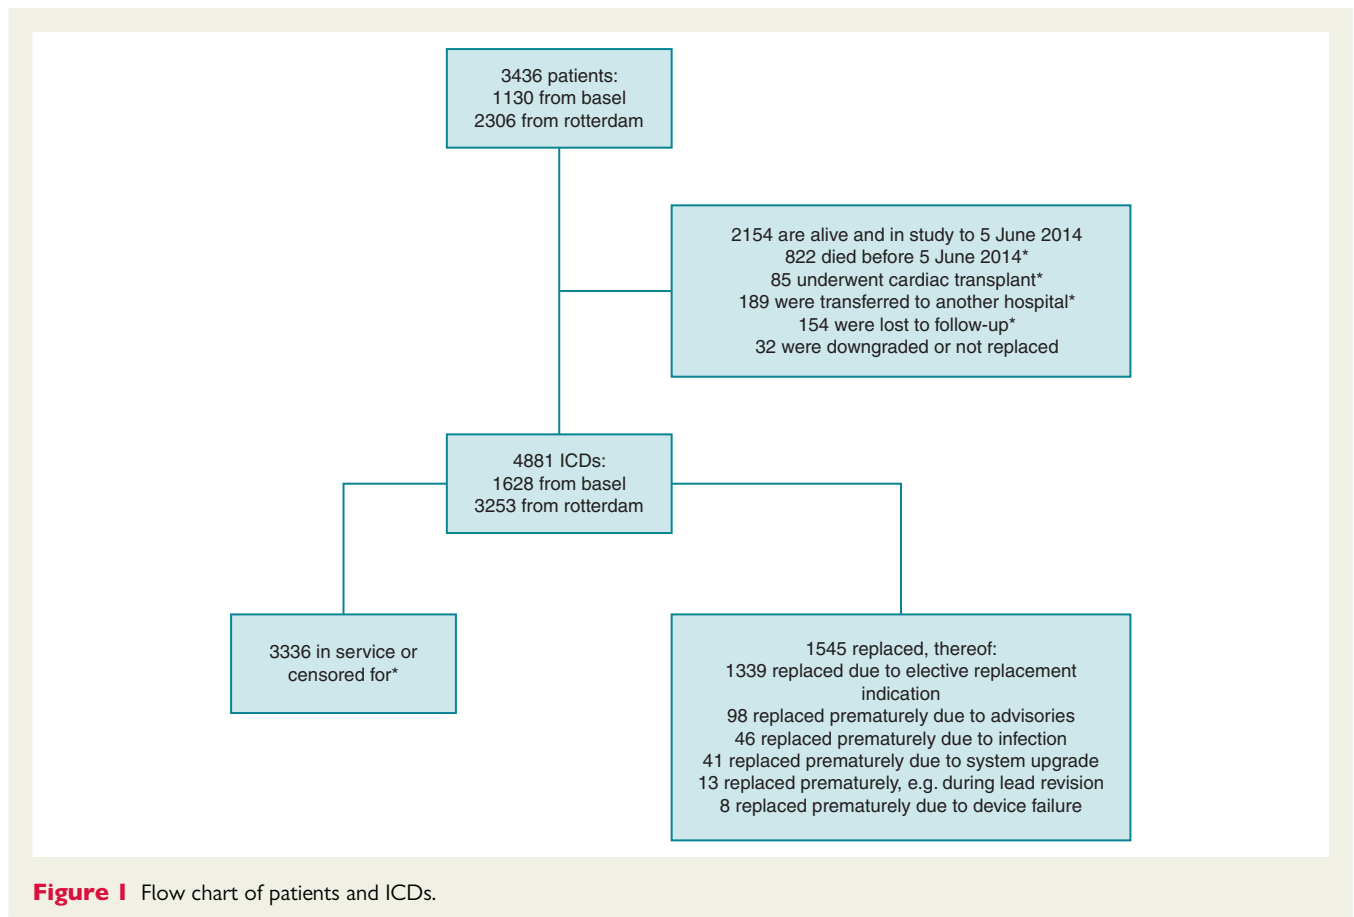 3436 patients:
1130 from basel
2306 from rotterdam
2154 are alive and in study to 5 June 2014
822 died before 5 June 2014*
85 underwent cardiac transplant*
189 were transferred to another hospital*
154 were lost to follow-up*
32 were downgraded or not replaced
4881 ICDs:
1628 from basel
3253 from rotterdam
3336 in service or
censored for*
1545 replaced, thereof:
1339 replaced due to elective replacement
indication
98 replaced prematurely due to advisories
46 replaced prematurely due to infection
41 replaced prematurely due to system upgrade
13 replaced prematurely, e.g. during lead revision
8 replaced prematurely due to device failure
Figure 1 Flow chart of patients and ICDs.